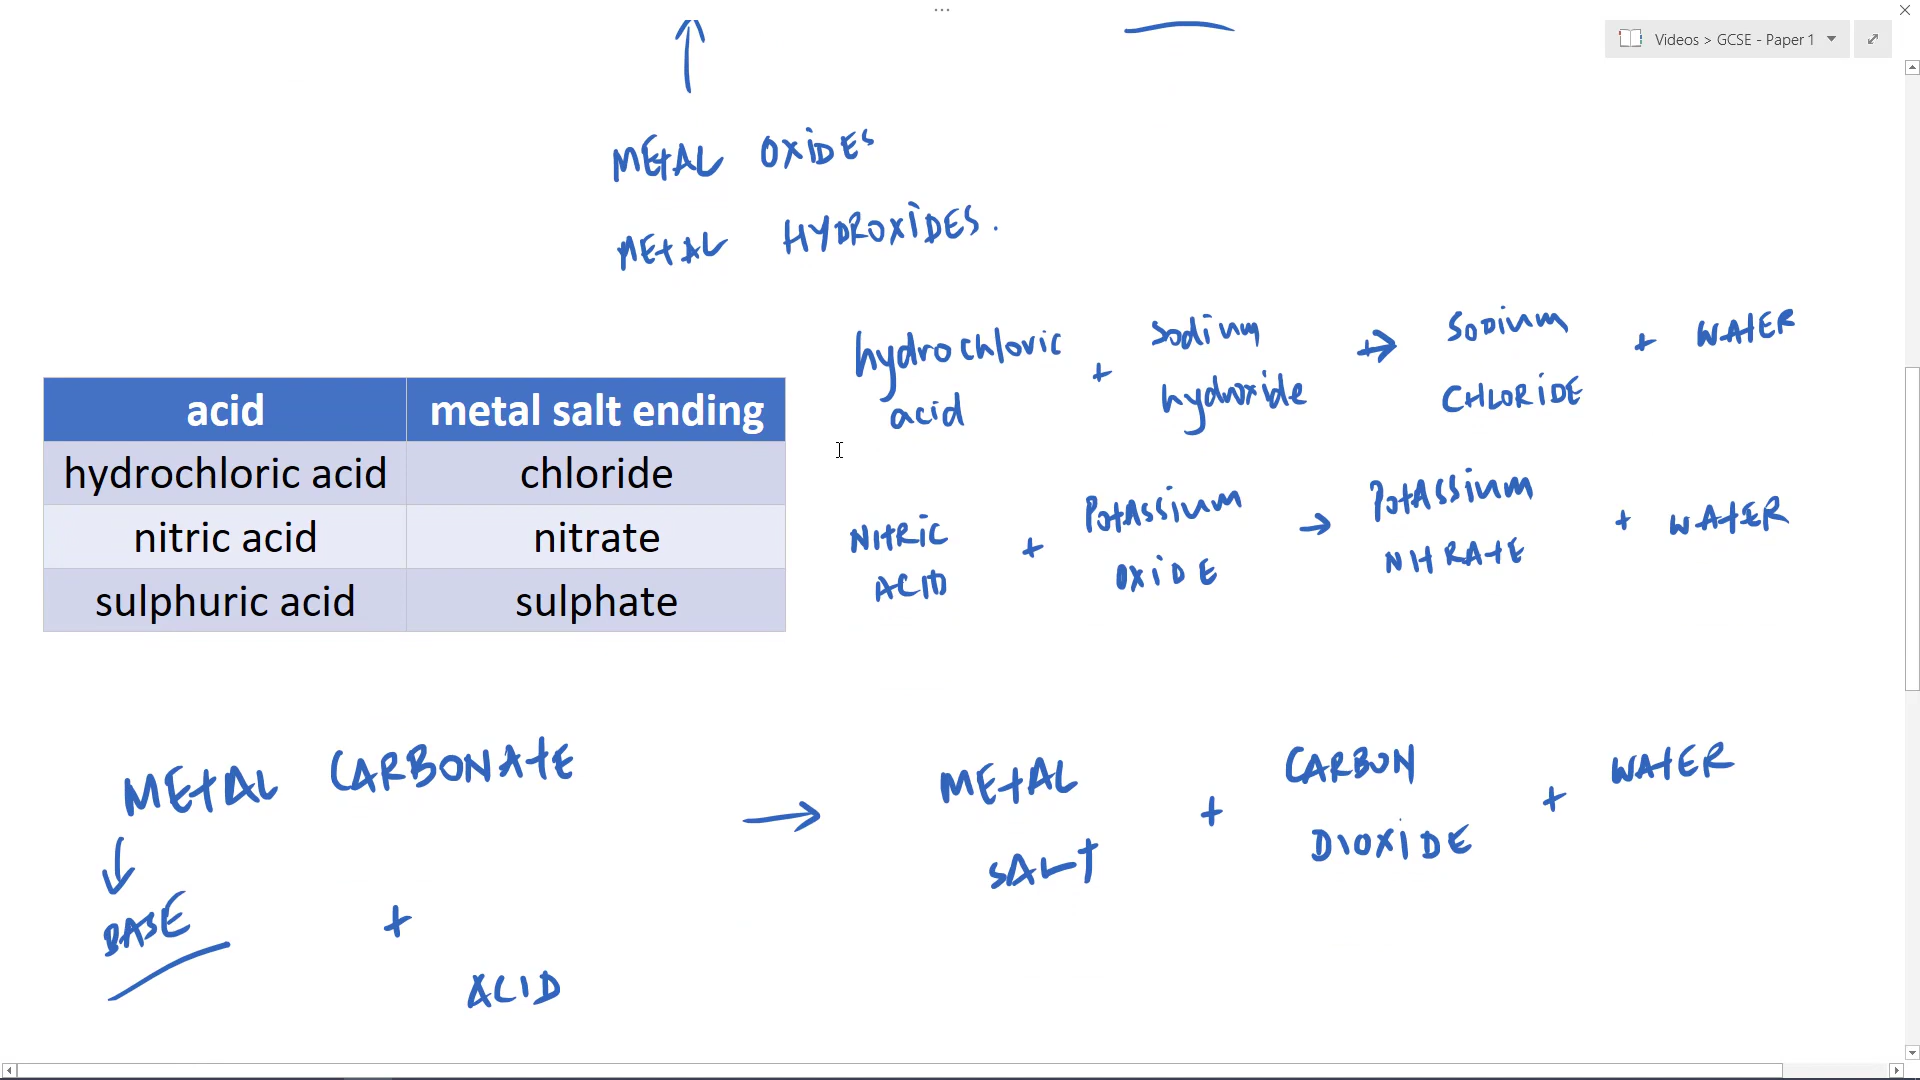 Videos > GCSE - Paper 1
METAL OXIDES
METAL HYDROXIDES.
hydrochloric acid + sodium hydroxide → SODIUM CHLORIDE + WATER
acid metal salt ending
hydrochloric acid chloride
nitric acid nitrate
sulphuric acid sulphate
NITRIC ACID + POTASSIUM OXIDE → POTASSIUM NITRATE + WATER
METAL CARBONATE → METAL SALT + CARBON DIOXIDE + WATER
↓
BASE +
ACID